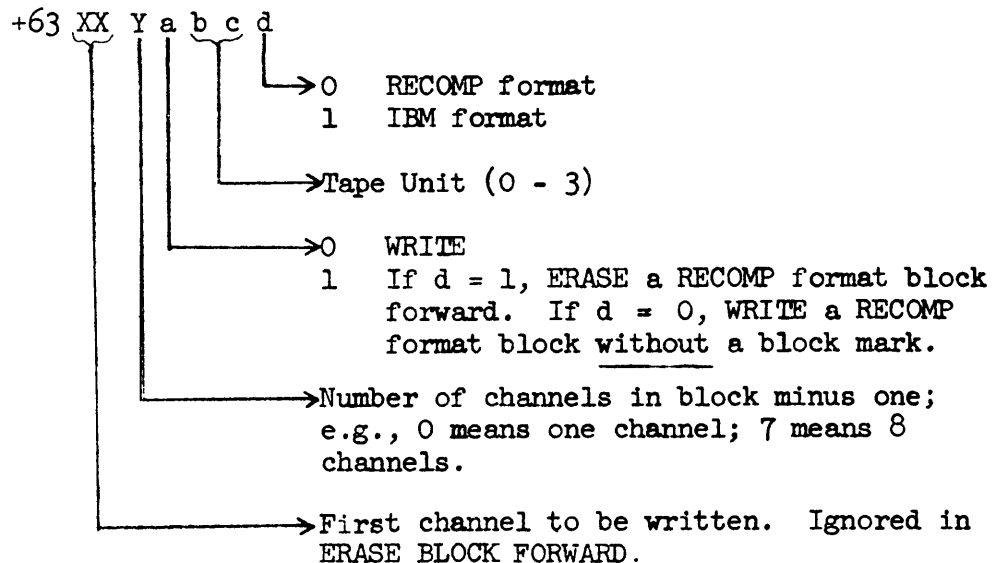 +63 XX Y a b c d
0 RECOMP format
1 IBM format
Tape Unit (0 - 3)
0 WRITE
1 If d = 1, ERASE a RECOMP format block
forward. If d = 0, WRITE a RECOMP
format block without a block mark.
Number of channels in block minus one;
e.g., 0 means one channel; 7 means 8
channels.
First channel to be written. Ignored in
ERASE BLOCK FORWARD.